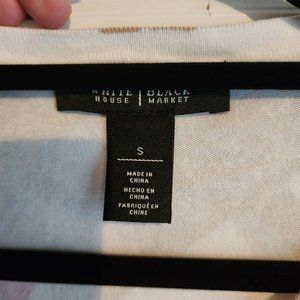 WHITE | BLACK
HOUSE | MARKET
S
MADE IN
CHINA
HECHO EN
CHINA
FABRIQUÉ EN
CHINE